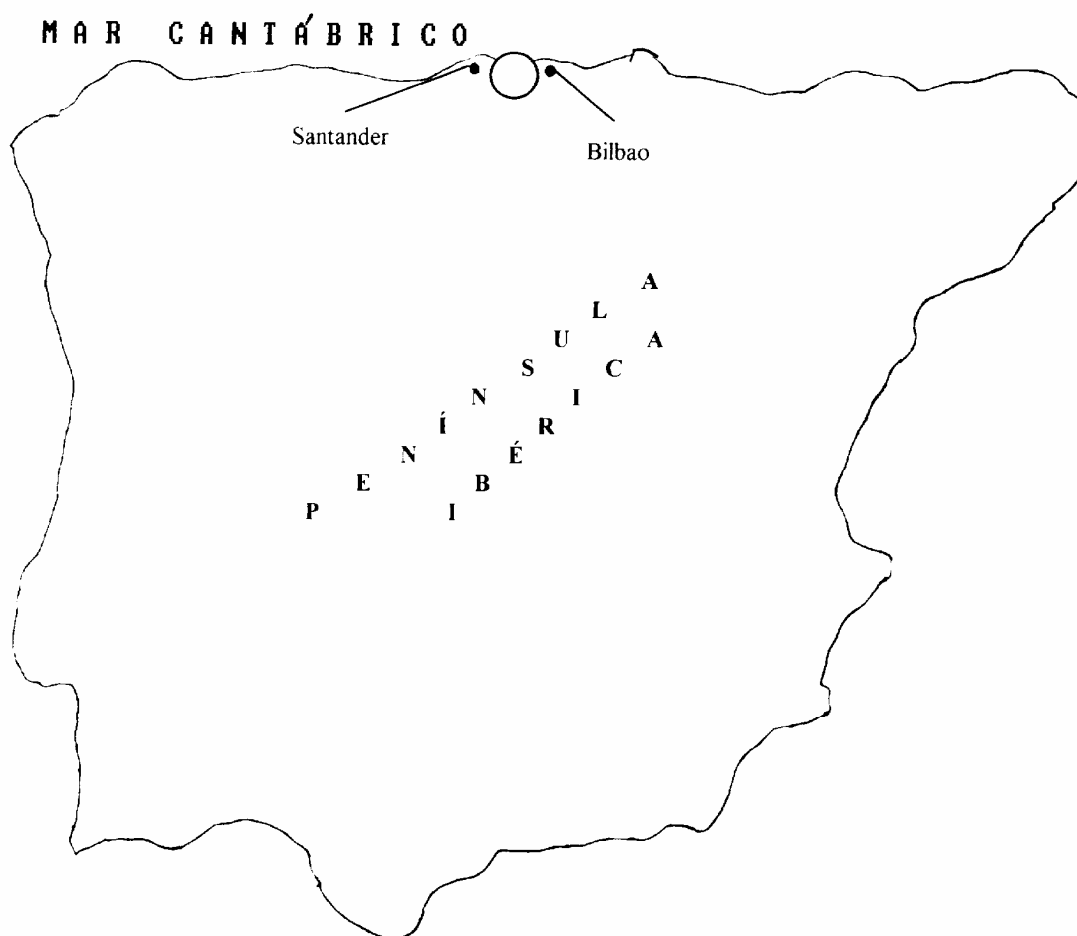 MAR CANTÁBRICO
Santander
Bilbao
PENÍNSULA
IBÉRICA